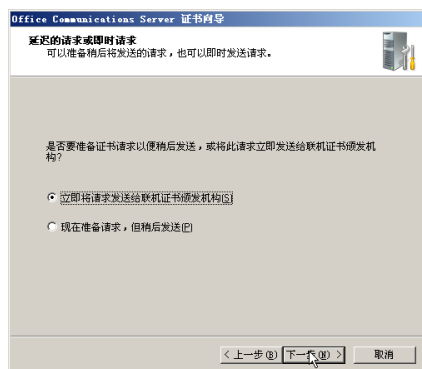 Office Communications Server 证书向导
延迟的请求或即时请求
可以准备稍后将发送的请求，也可以即时发送请求。
是否要准备证书请求以便稍后发送，或将此请求立即发送给联机证书颁发机
构?
立即将请求发送给联机证书颁发机构(S)
现在准备请求，但稍后发送(P)
< 上一步(B) 下一步(N) > 取消